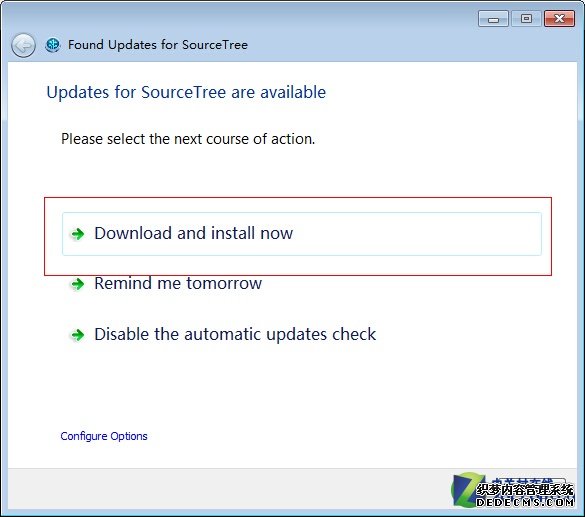 Found Updates for SourceTree
Updates for SourceTree are available
Please select the next course of action.
Download and install now
Remind me tomorrow
Disable the automatic updates check
Configure Options
织梦内容管理系统
DEDECMS.COM